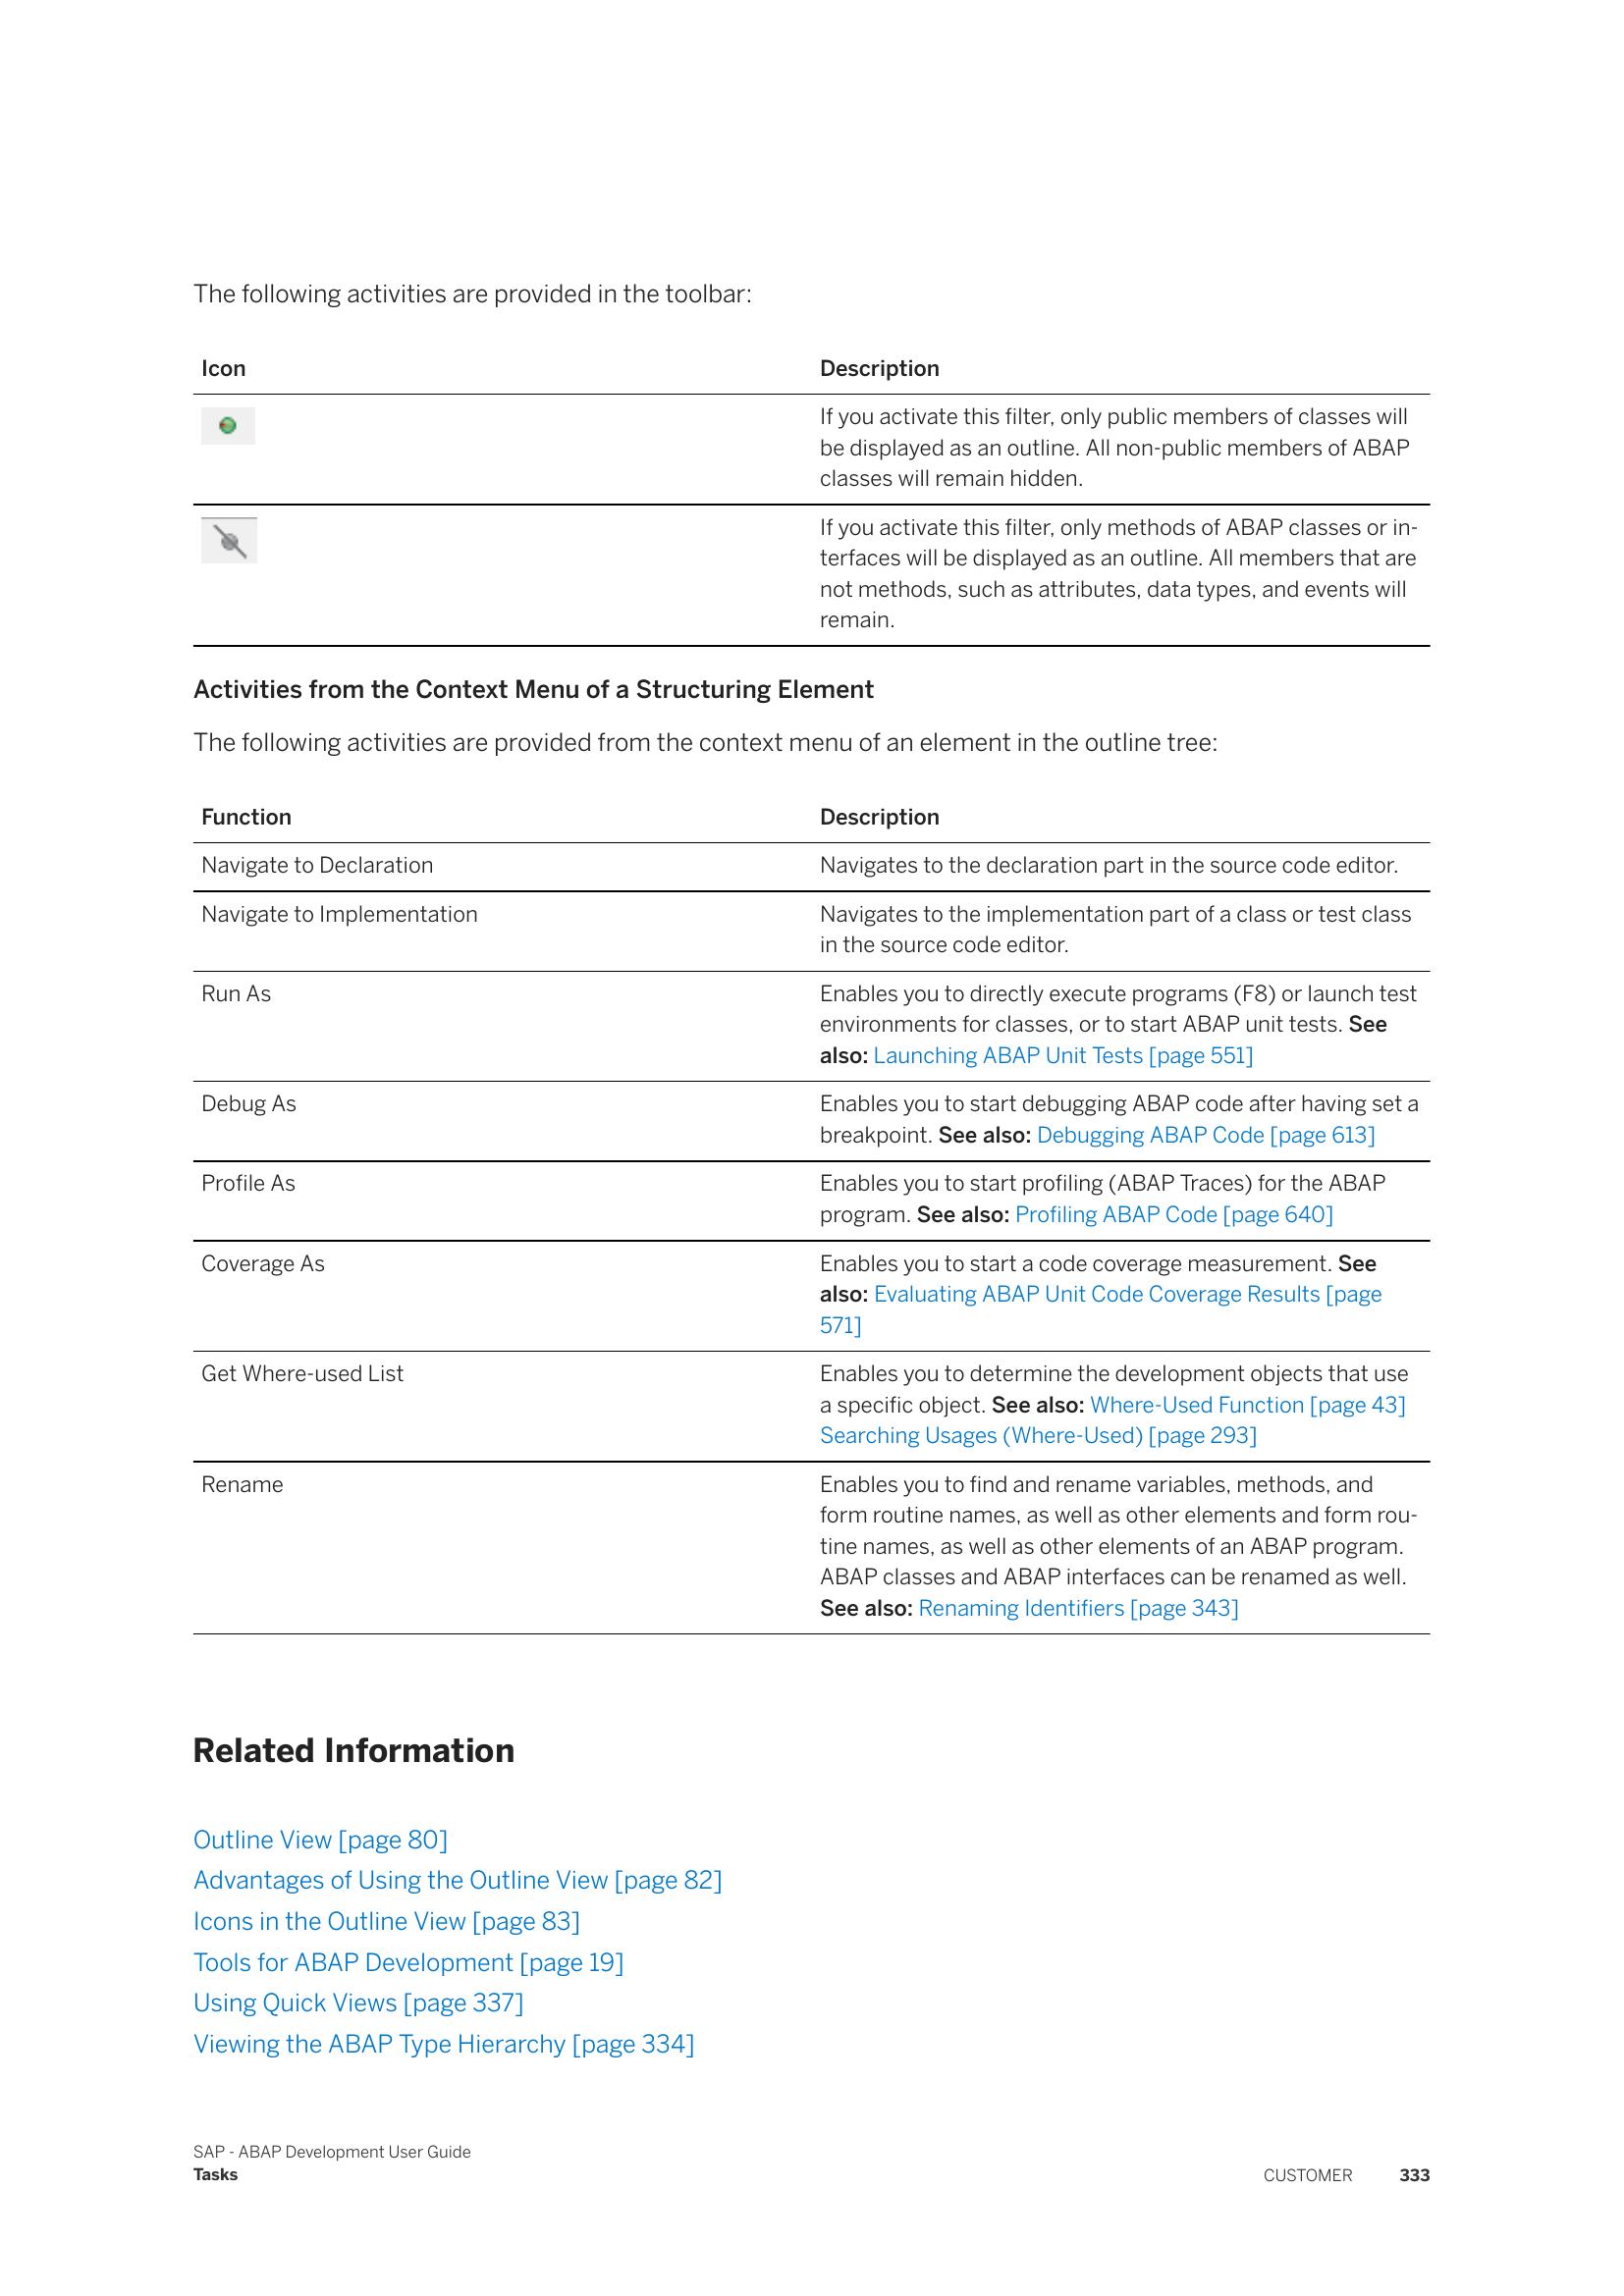 The following activities are provided in the toolbar:
Icon Description
If you activate this filter, only public members of classes will
be displayed as an outline. All non-public members of ABAP
classes will remain hidden.
If you activate this filter, only methods of ABAP classes or in-
terfaces will be displayed as an outline. All members that are
not methods, such as attributes, data types, and events will
remain.
Activities from the Context Menu of a Structuring Element
The following activities are provided from the context menu of an element in the outline tree:
Function Description
Navigate to Declaration Navigates to the declaration part in the source code editor.
Navigate to Implementation Navigates to the implementation part of a class or test class
in the source code editor.
Run As Enables you to directly execute programs (F8) or launch test
environments for classes, or to start ABAP unit tests. See
also: Launching ABAP Unit Tests [page 551]
Debug As Enables you to start debugging ABAP code after having set a
breakpoint. See also: Debugging ABAP Code [page 613]
Profile As Enables you to start profiling (ABAP Traces) for the ABAP
program. See also: Profiling ABAP Code [page 640]
Coverage As Enables you to start a code coverage measurement. See
also: Evaluating ABAP Unit Code Coverage Results [page
571]
Get Where-used List Enables you to determine the development objects that use
a specific object. See also: Where-Used Function [page 43]
Searching Usages (Where-Used) [page 293]
Rename Enables you to find and rename variables, methods, and
form routine names, as well as other elements and form rou-
tine names, as well as other elements of an ABAP program.
ABAP classes and ABAP interfaces can be renamed as well.
See also: Renaming Identifiers [page 343]
Related Information
Outline View [page 80]
Advantages of Using the Outline View [page 82]
Icons in the Outline View [page 83]
Tools for ABAP Development [page 19]
Using Quick Views [page 337]
Viewing the ABAP Type Hierarchy [page 334]
SAP - ABAP Development User Guide
Tasks CUSTOMER 333